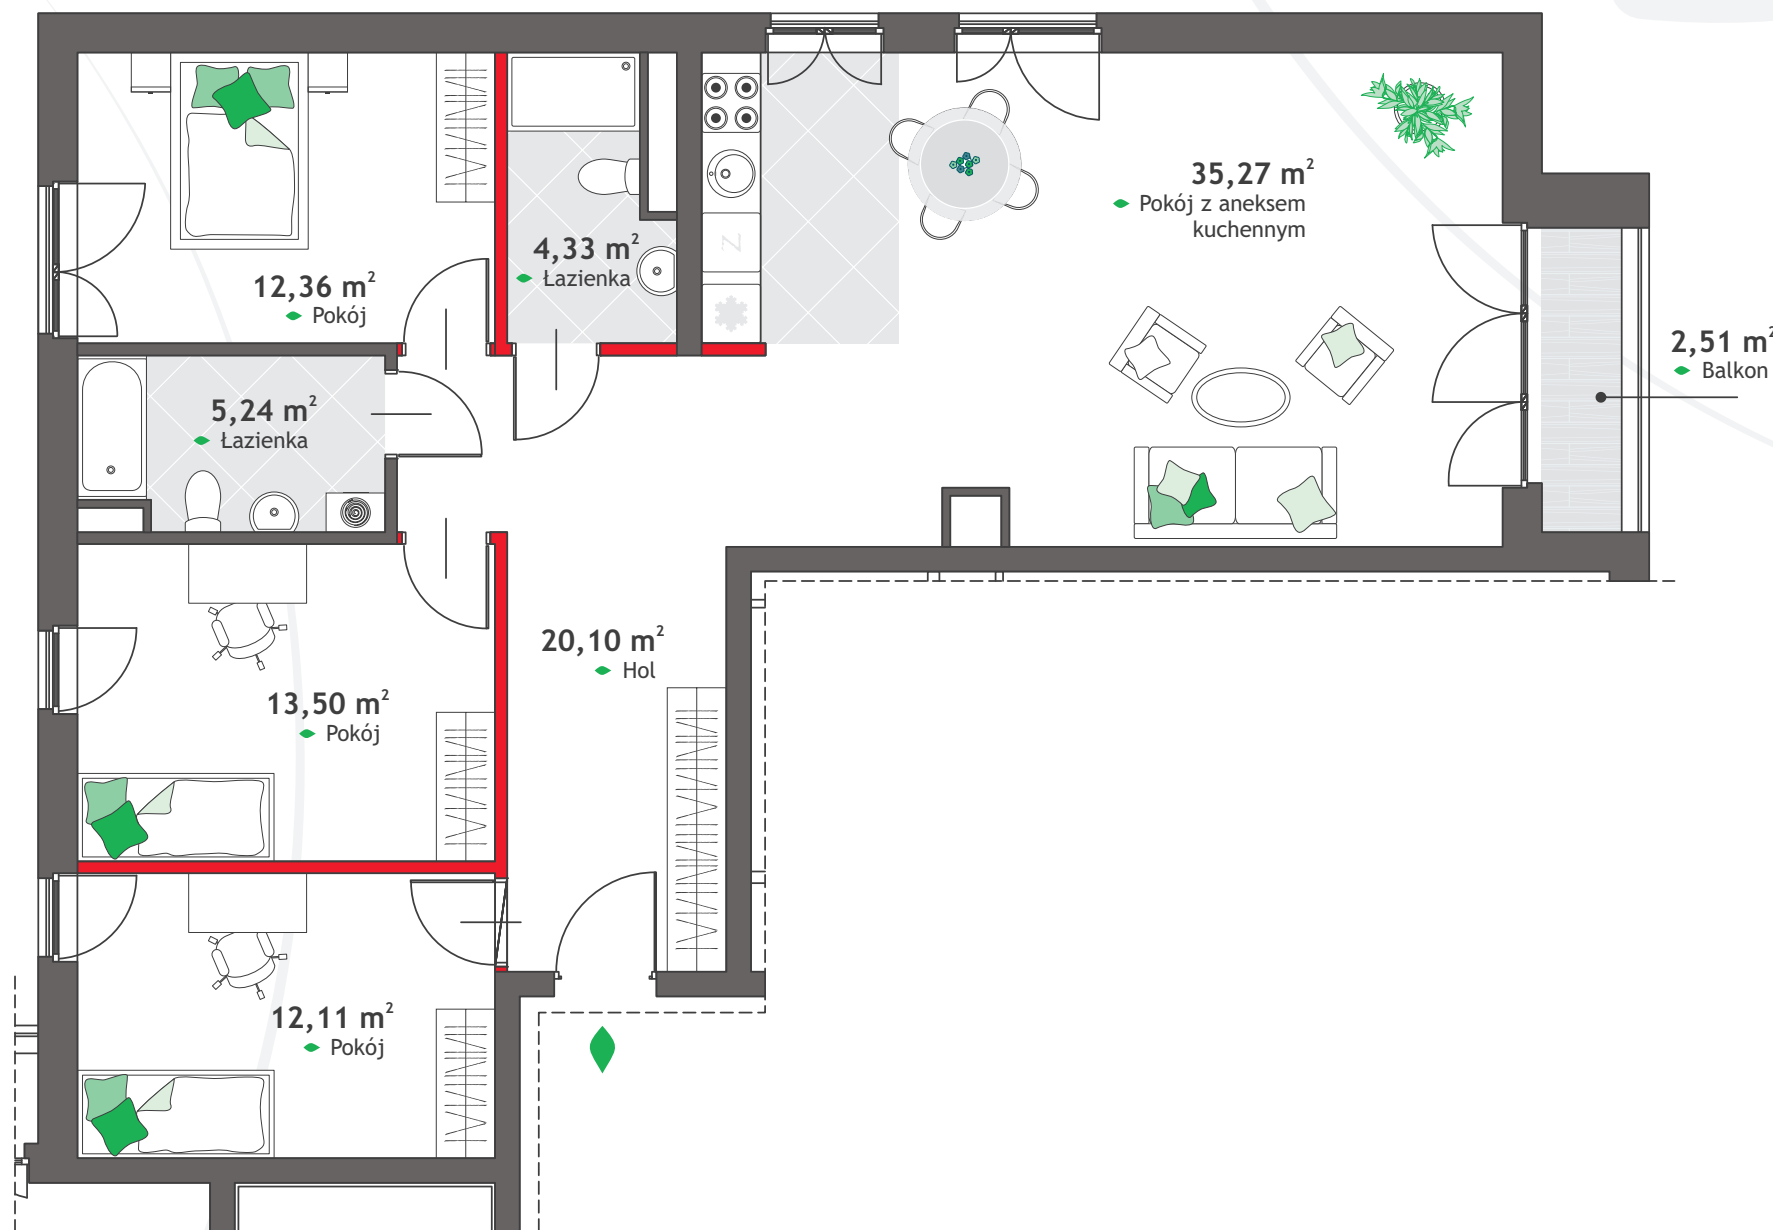 35,27 m²
Pokój z aneksem
kuchennym
4,33 m²
Łazienka
12,36 m²
Pokój
Z
2,51 m²
Balkon
5,24 m²
Łazienka
20,10 m²
Hol
13,50 m²
Pokój
12,11 m²
Pokój